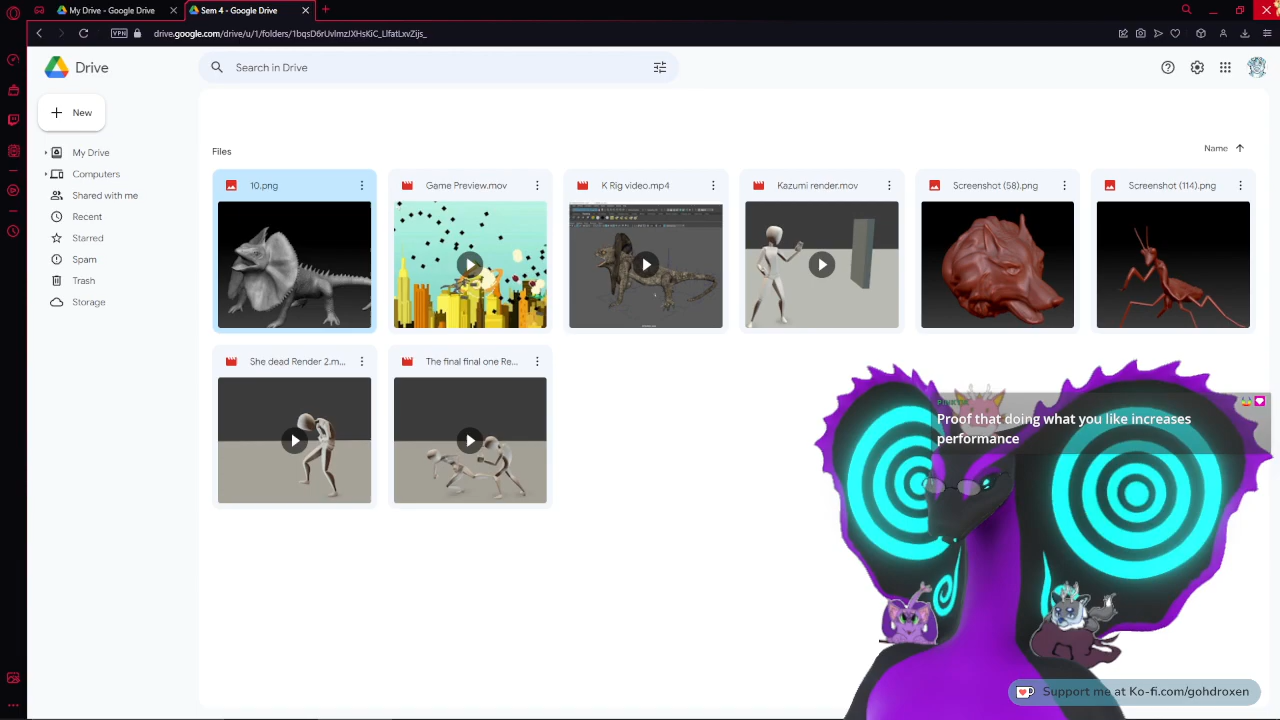 My Drive - Google Drive
Sem 4 - Google Drive
VPN
drive.google.com/drive/u/1/folders/1bqsD6rUvlmzJXHsKiC_LlfatLxvZijs_
Drive
Search in Drive
New
My Drive
Computers
Shared with me
Recent
Starred
Spam
Trash
Storage
Files
Name
10.png
Game Preview.mov
K Rig video.mp4
Kazumi render.mov
Screenshot (58).png
Screenshot (114).png
She dead Render 2.m...
The final final one Re...
Proof that doing what you like increases
performance
Support me at Ko-fi.com/gohdroxen